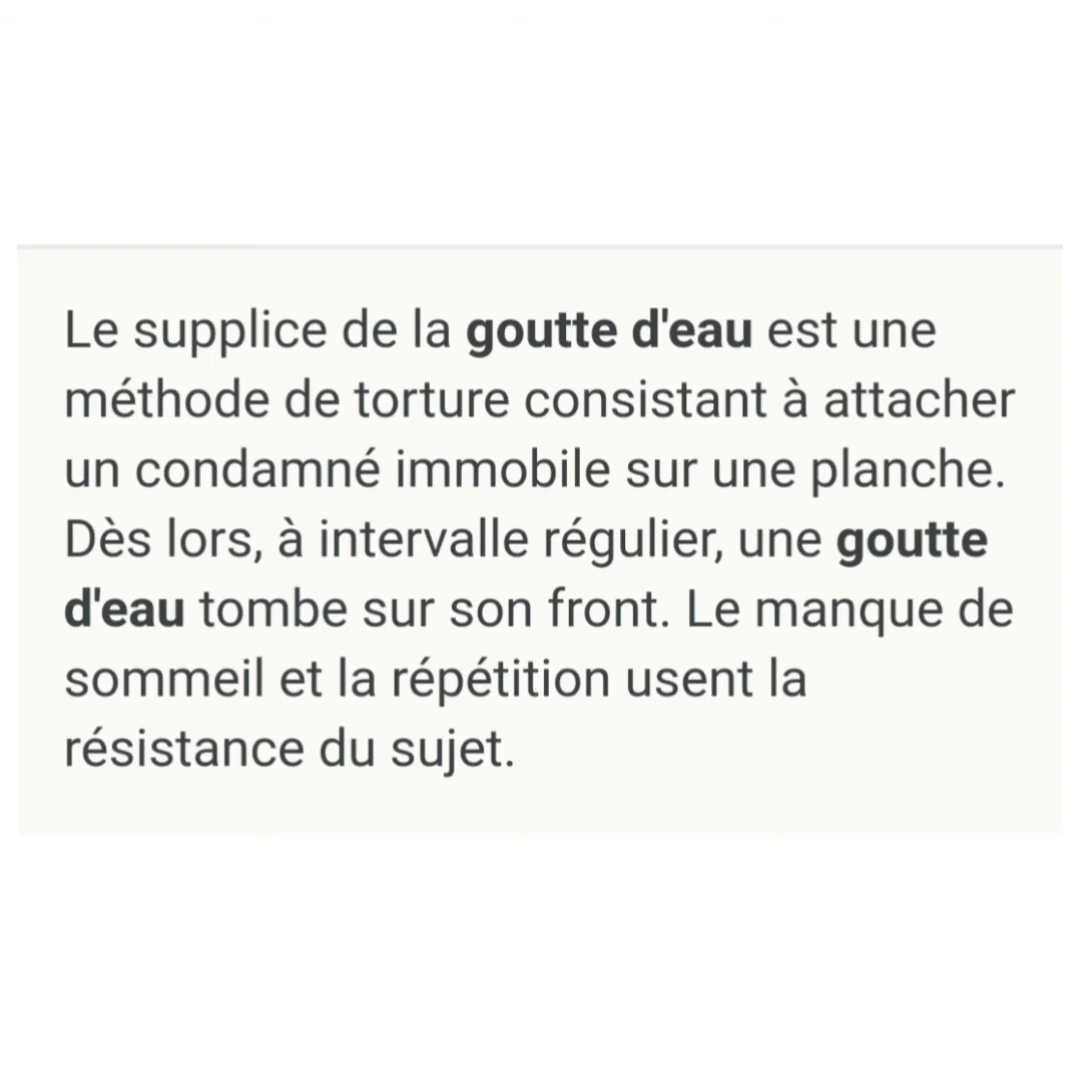 Le supplice de la goutte d'eau est une
méthode de torture consistant à attacher
un condamné immobile sur une planche.
Dès lors, à intervalle régulier, une goutte
d'eau tombe sur son front. Le manque de
sommeil et la répétition usent la
résistance du sujet.